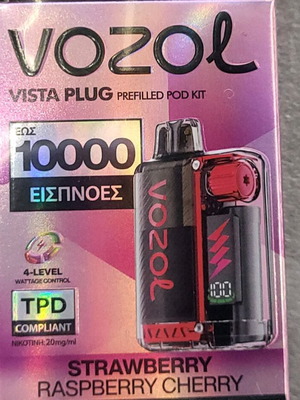 VOZOL
VISTA PLUG PREFILLED POD KIT
ΕΩΣ
10000
ΕΙΣΠΝΟΕΣ
VOZOL
100
4-LEVEL
WATTAGE CONTROL
TPD
COMPLIANT
ΝΙΚΟΤΙΝΗ: 20mg/ml
STRAWBERRY
RASPBERRY CHERRY